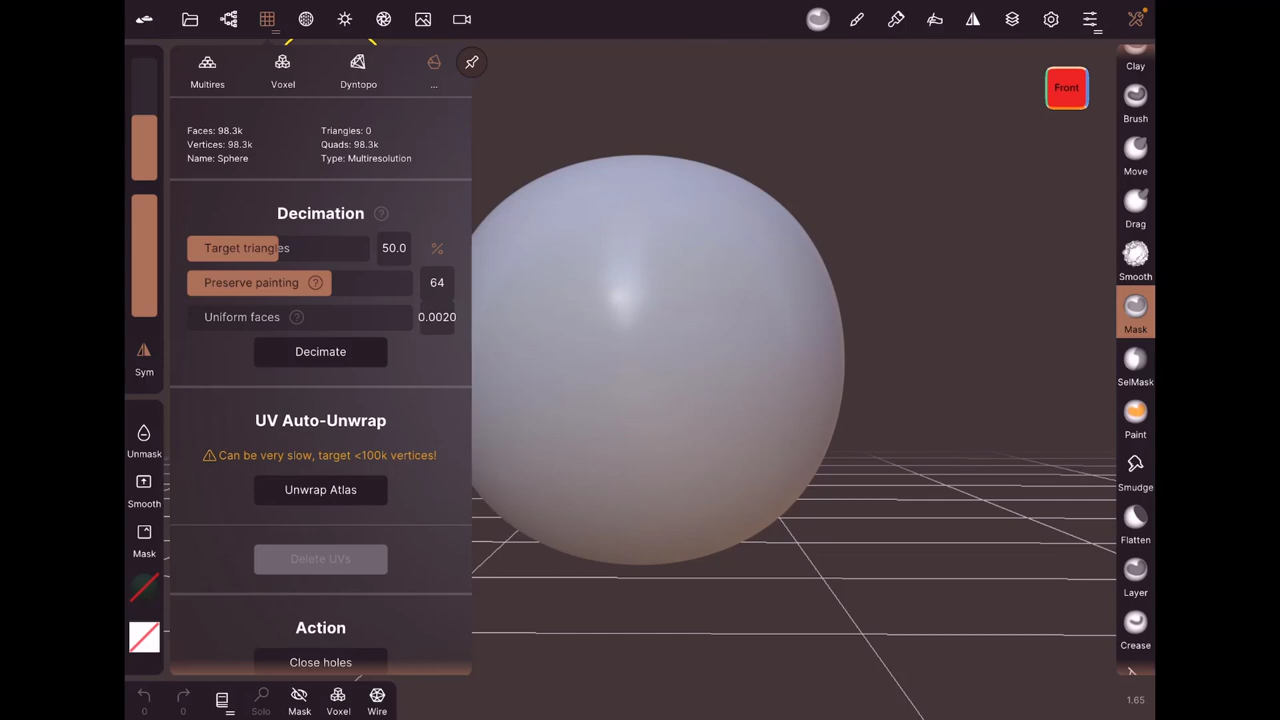 Multires
Voxel
Dyntopo
...
Front
Faces: 98.3k
Triangles: 0
Vertices: 98.3k
Quads: 98.3k
Name: Sphere
Type: Multiresolution
Decimation ?
Target triangles 50.0 %
Preserve painting ? 64
Uniform faces ? 0.0020
Decimate
UV Auto-Unwrap
Can be very slow, target <100k vertices!
Unwrap Atlas
Delete UVs
Action
Close holes
Sym
Unmask
Smooth
Mask
0
0
Solo
Mask
Voxel
Wire
Clay
Brush
Move
Drag
Smooth
Mask
SelMask
Paint
Smudge
Flatten
Layer
Crease
1.65